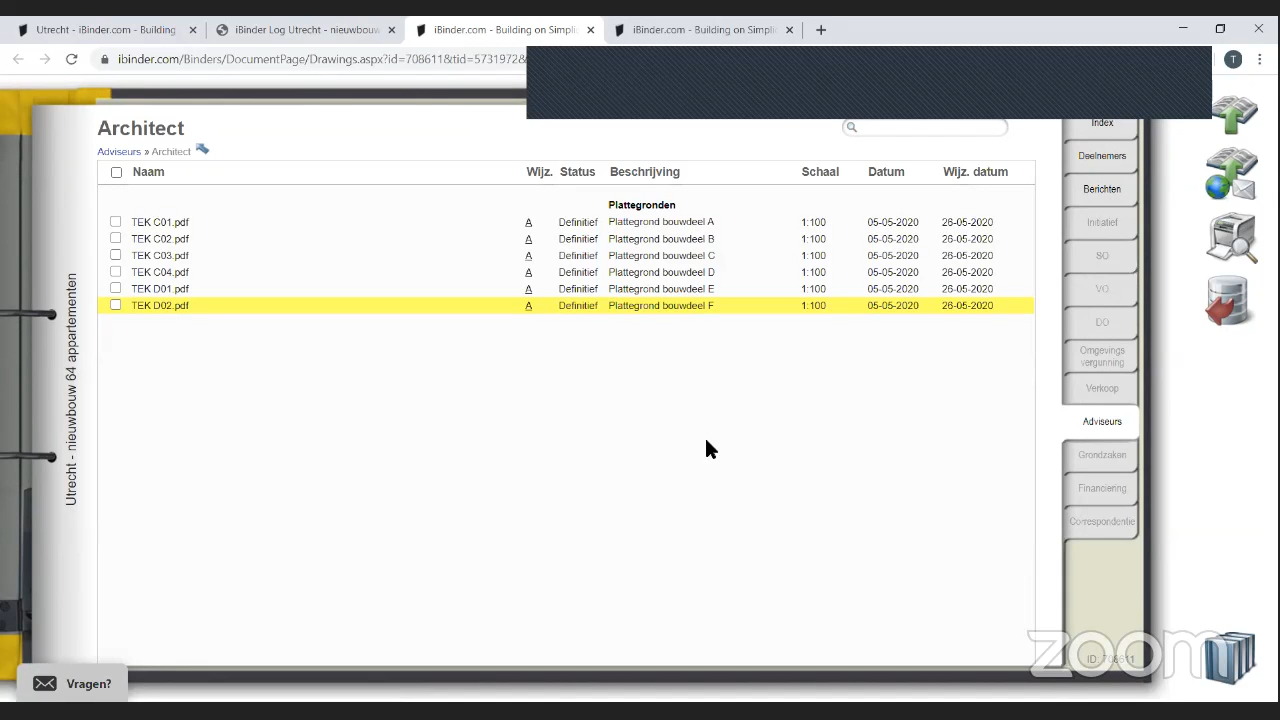 Utrecht - iBinder.com - Building
iBinder Log Utrecht - nieuwbouw
iBinder.com - Building on Simpli
iBinder.com - Building on Simpli
ibinder.com/Binders/DocumentPage/Drawings.aspx?id=708611&tid=5731972&
T
Architect
Adviseurs » Architect
Naam Wijz. Status Beschrijving Schaal Datum Wijz. datum
Plattegronden
TEK C01.pdf A Definitief Plattegrond bouwdeel A 1:100 05-05-2020 26-05-2020
TEK C02.pdf A Definitief Plattegrond bouwdeel B 1:100 05-05-2020 26-05-2020
TEK C03.pdf A Definitief Plattegrond bouwdeel C 1:100 05-05-2020 26-05-2020
TEK C04.pdf A Definitief Plattegrond bouwdeel D 1:100 05-05-2020 26-05-2020
TEK D01.pdf A Definitief Plattegrond bouwdeel E 1:100 05-05-2020 26-05-2020
TEK D02.pdf A Definitief Plattegrond bouwdeel F 1:100 05-05-2020 26-05-2020
Utrecht - nieuwbouw 64 appartementen
Index
Deelnemers
Berichten
Initiatief
SO
VO
DO
Omgevings
vergunning
Verkoop
Adviseurs
Grondzaken
Financiering
Correspondentie
ID: 708611
zoom
Vragen?